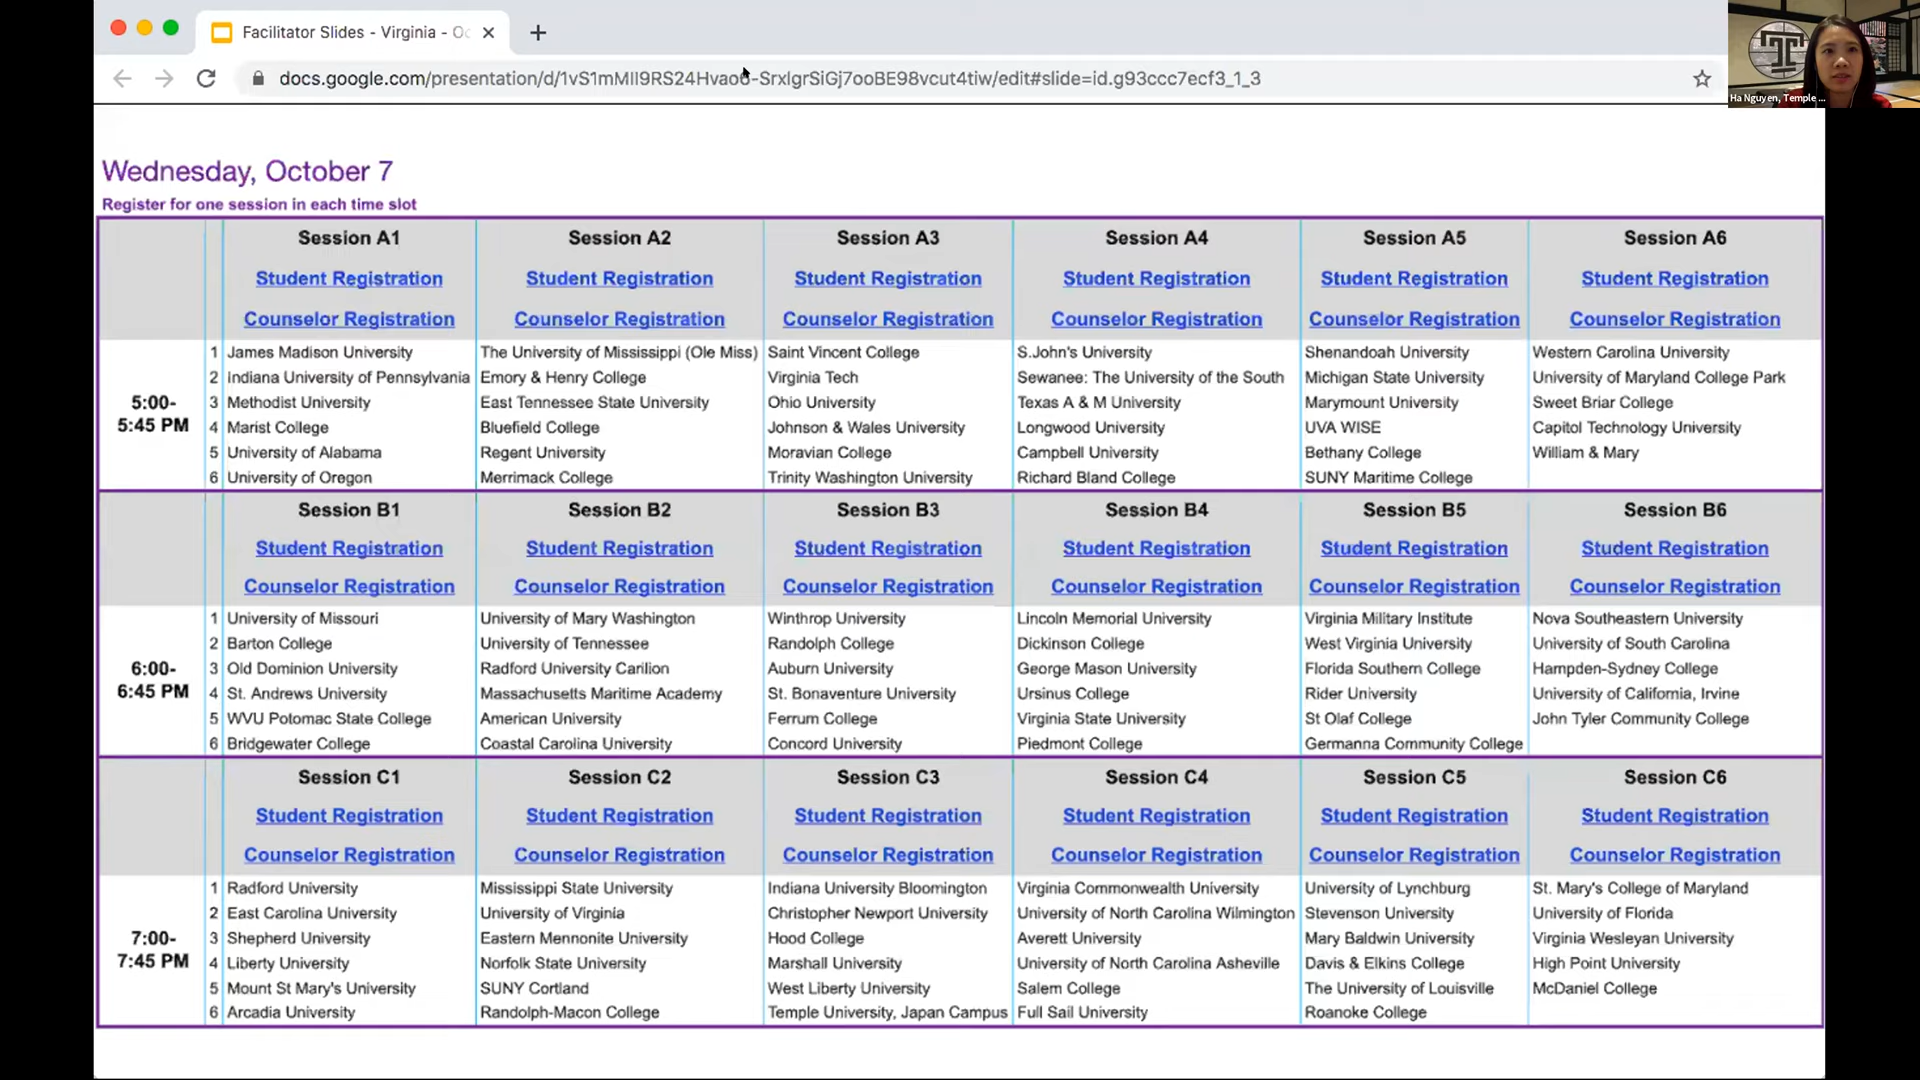 Facilitator Slides - Virginia - Oc
docs.google.com/presentation/d/1vS1mMlI9RS24Hvao6-SrxlgrSiGj7ooBE98vcut4tiw/edit#slide=id.g93ccc7ecf3_1_3
T
Ha Nguyen, Temple ...
Wednesday, October 7
Register for one session in each time slot
Session A1 Session A2 Session A3 Session A4 Session A5 Session A6
Student Registration Student Registration Student Registration Student Registration Student Registration Student Registration
Counselor Registration Counselor Registration Counselor Registration Counselor Registration Counselor Registration Counselor Registration
5:00-
5:45 PM
1 James Madison University The University of Mississippi (Ole Miss) Saint Vincent College S.John's University Shenandoah University Western Carolina University
2 Indiana University of Pennsylvania Emory & Henry College Virginia Tech Sewanee: The University of the South Michigan State University University of Maryland College Park
3 Methodist University East Tennessee State University Ohio University Texas A & M University Marymount University Sweet Briar College
4 Marist College Bluefield College Johnson & Wales University Longwood University UVA WISE Capitol Technology University
5 University of Alabama Regent University Moravian College Campbell University Bethany College William & Mary
6 University of Oregon Merrimack College Trinity Washington University Richard Bland College SUNY Maritime College
Session B1 Session B2 Session B3 Session B4 Session B5 Session B6
Student Registration Student Registration Student Registration Student Registration Student Registration Student Registration
Counselor Registration Counselor Registration Counselor Registration Counselor Registration Counselor Registration Counselor Registration
6:00-
6:45 PM
1 University of Missouri University of Mary Washington Winthrop University Lincoln Memorial University Virginia Military Institute Nova Southeastern University
2 Barton College University of Tennessee Randolph College Dickinson College West Virginia University University of South Carolina
3 Old Dominion University Radford University Carilion Auburn University George Mason University Florida Southern College Hampden-Sydney College
4 St. Andrews University Massachusetts Maritime Academy St. Bonaventure University Ursinus College Rider University University of California, Irvine
5 WVU Potomac State College American University Ferrum College Virginia State University St Olaf College John Tyler Community College
6 Bridgewater College Coastal Carolina University Concord University Piedmont College Germanna Community College
Session C1 Session C2 Session C3 Session C4 Session C5 Session C6
Student Registration Student Registration Student Registration Student Registration Student Registration Student Registration
Counselor Registration Counselor Registration Counselor Registration Counselor Registration Counselor Registration Counselor Registration
7:00-
7:45 PM
1 Radford University Mississippi State University Indiana University Bloomington Virginia Commonwealth University University of Lynchburg St. Mary's College of Maryland
2 East Carolina University University of Virginia Christopher Newport University University of North Carolina Wilmington Stevenson University University of Florida
3 Shepherd University Eastern Mennonite University Hood College Averett University Mary Baldwin University Virginia Wesleyan University
4 Liberty University Norfolk State University Marshall University University of North Carolina Asheville Davis & Elkins College High Point University
5 Mount St Mary's University SUNY Cortland West Liberty University Salem College The University of Louisville McDaniel College
6 Arcadia University Randolph-Macon College Temple University, Japan Campus Full Sail University Roanoke College